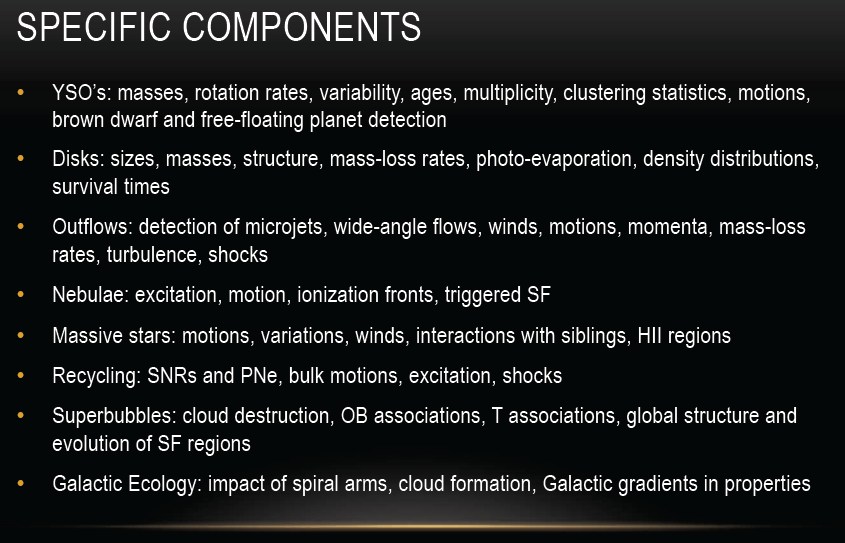 SPECIFIC COMPONENTS
• YSO's: masses, rotation rates, variability, ages, multiplicity, clustering statistics, motions,
brown dwarf and free-floating planet detection
• Disks: sizes, masses, structure, mass-loss rates, photo-evaporation, density distributions,
survival times
• Outflows: detection of microjets, wide-angle flows, winds, motions, momenta, mass-loss
rates, turbulence, shocks
• Nebulae: excitation, motion, ionization fronts, triggered SF
• Massive stars: motions, variations, winds, interactions with siblings, HII regions
• Recycling: SNRs and PNe, bulk motions, excitation, shocks
• Superbubbles: cloud destruction, OB associations, T associations, global structure and
evolution of SF regions
• Galactic Ecology: impact of spiral arms, cloud formation, Galactic gradients in properties